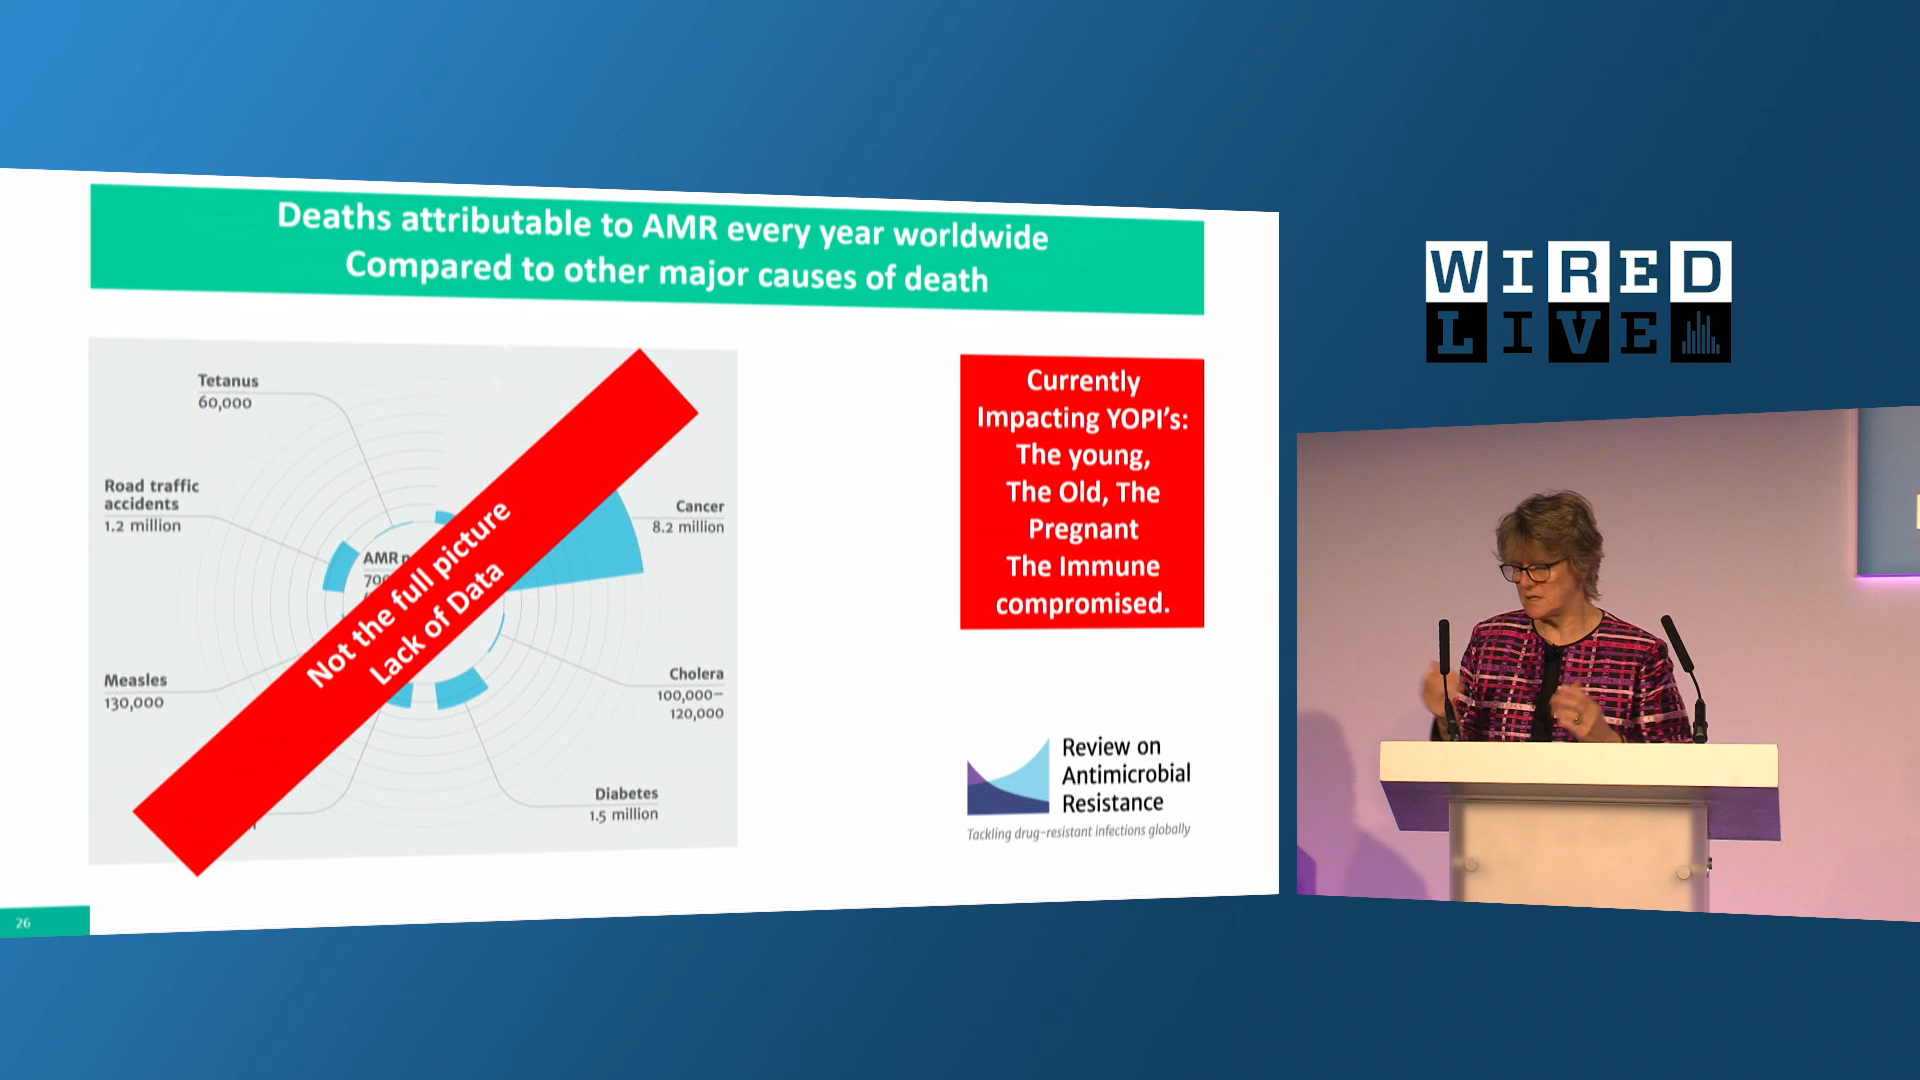 Deaths attributable to AMR every year worldwide
Compared to other major causes of death
Tetanus
60,000
Road traffic
accidents
1.2 million
AMR
Cancer
8.2 million
Not the full picture
Lack of Data
Measles
130,000
Cholera
100,000–
120,000
Diabetes
1.5 million
Currently
Impacting YOPI's:
The young,
The Old, The
Pregnant
The Immune
compromised.
Review on
Antimicrobial
Resistance
Tackling drug-resistant infections globally
26
WIRED
LIVE